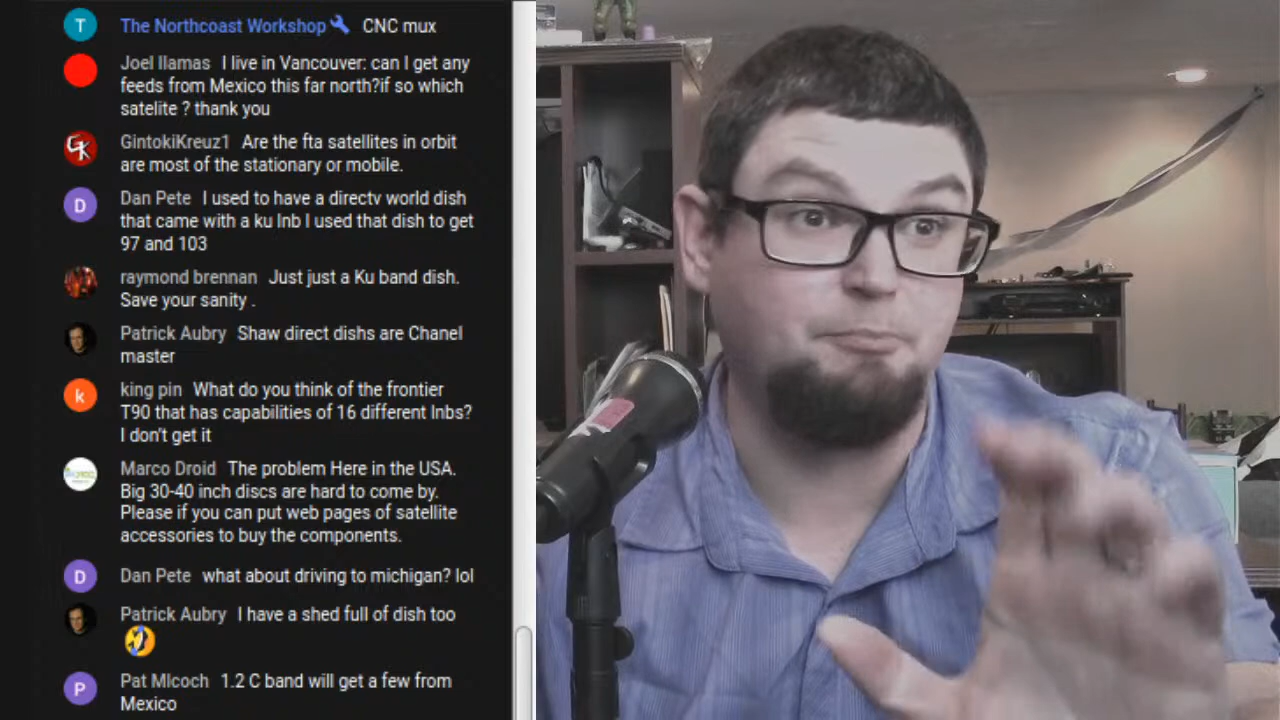 T The Northcoast Workshop CNC mux
Joel llamas I live in Vancouver: can I get any
feeds from Mexico this far north?if so which
satelite ? thank you
GK GintokiKreuz1 Are the fta satellites in orbit
are most of the stationary or mobile.
D Dan Pete I used to have a directv world dish
that came with a ku lnb I used that dish to get
97 and 103
raymond brennan Just just a Ku band dish.
Save your sanity .
Patrick Aubry Shaw direct dishs are Chanel
master
k king pin What do you think of the frontier
T90 that has capabilities of 16 different lnbs?
I don't get it
Marco Droid The problem Here in the USA.
Big 30-40 inch discs are hard to come by.
Please if you can put web pages of satellite
accessories to buy the components.
D Dan Pete what about driving to michigan? lol
Patrick Aubry I have a shed full of dish too
P Pat Mlcoch 1.2 C band will get a few from
Mexico